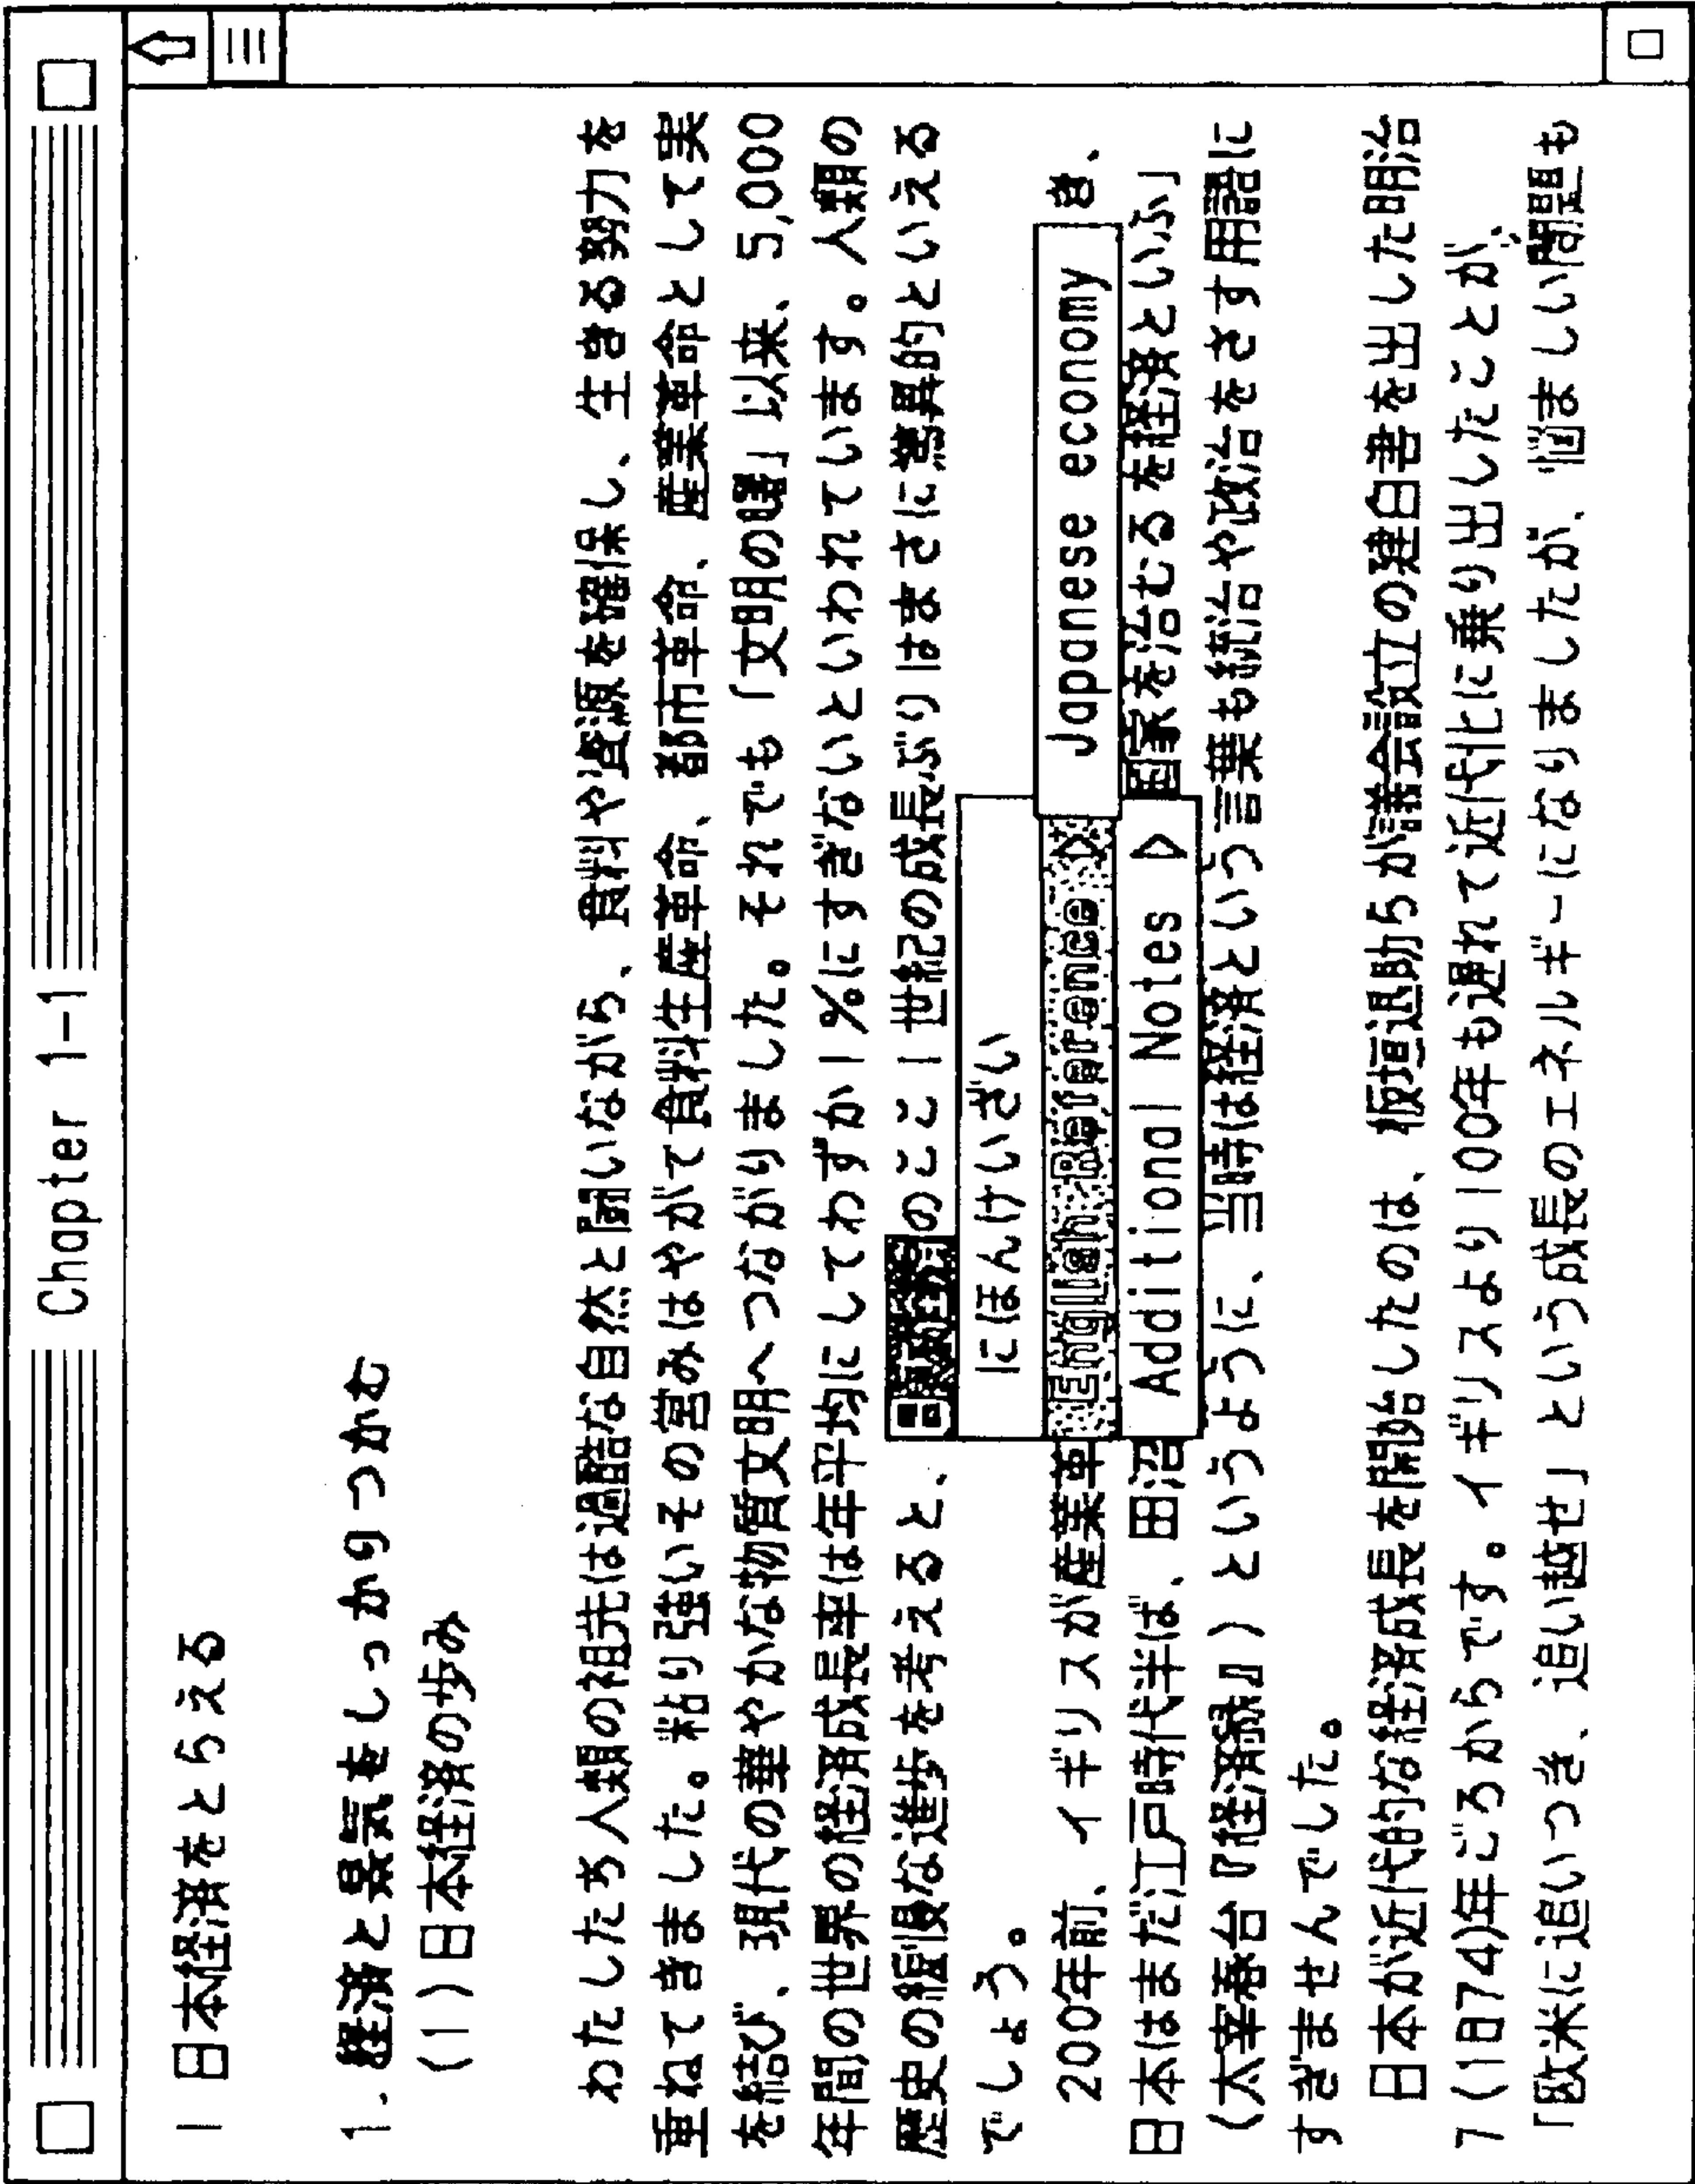 Chapter 1-1
1 日本経済をとらえる
1. 経済と景気をしっかりつかむ
(1) 日本経済の歩み
わたしたち人類の祖先は過酷な自然と闘いながら、食料や資源を確保し、生きる努力を
重ねてきました。粘り強いその営みはやがて食料生産革命、都市革命、産業革命として実
を結び、現代の華やかな物質文明へつながりました。それでも「文明の曙」以来、5,000
年間の世界の経済成長率は年平均にしてわずか1%にすぎないといわれています。人類の
歴史の緩慢な進歩を考えると、日本経済のここ1世紀の成長ぶりはまさに驚異的といえる
でしょう。
にほんけいざい
200年前、イギリスが産業革
English Reference ▷
Japanese economy
き、
日本はまだ江戸時代半ば、田沼
Additional Notes ▷
国家を治むるを経済といふ」
(太宰春台『経済録』) というように、当時は経済という言葉も統治や政治をさす用語に
すぎませんでした。
日本が近代的な経済成長を開始したのは、板垣退助らが議会設立の建白書を出した明治
7(1874)年ごろからです。イギリスより100年も遅れて近代化に乗り出したことが、
「欧米に追いつき、追い越せ」という成長のエネルギーになりましたが、悩ましい問題も